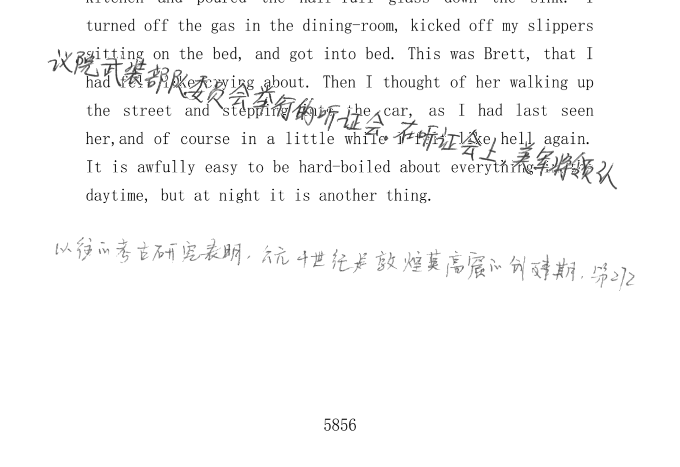 kitchen and poured the half-full glass down the sink. I
turned off the gas in the dining-room, kicked off my slippers
sitting on the bed, and got into bed. This was Brett, that I
议院武装部队委员会举行的听证会.在听证会上,美军将领认
had felt like crying about. Then I thought of her walking up
the street and stepping into the car, as I had last seen
her,and of course in a little while I felt like hell again.
It is awfully easy to be hard-boiled about everything in the
daytime, but at night it is another thing.
以往的考古研究表明,公元4世纪是敦煌莫高窟的创建期,第272
5856